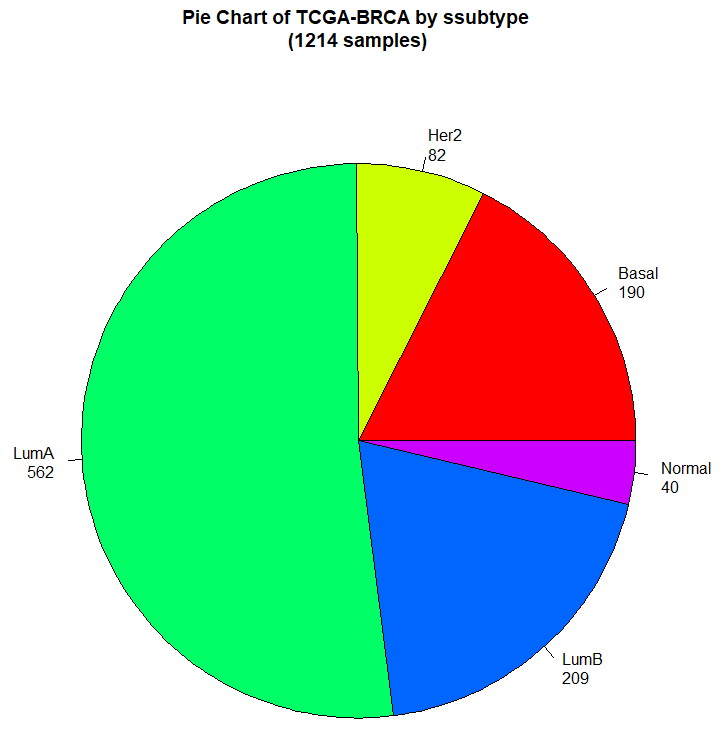 Pie Chart of TCGA-BRCA by ssubtype
(1214 samples)
Her2
82
Basal
190
LumA
562
Normal
40
LumB
209